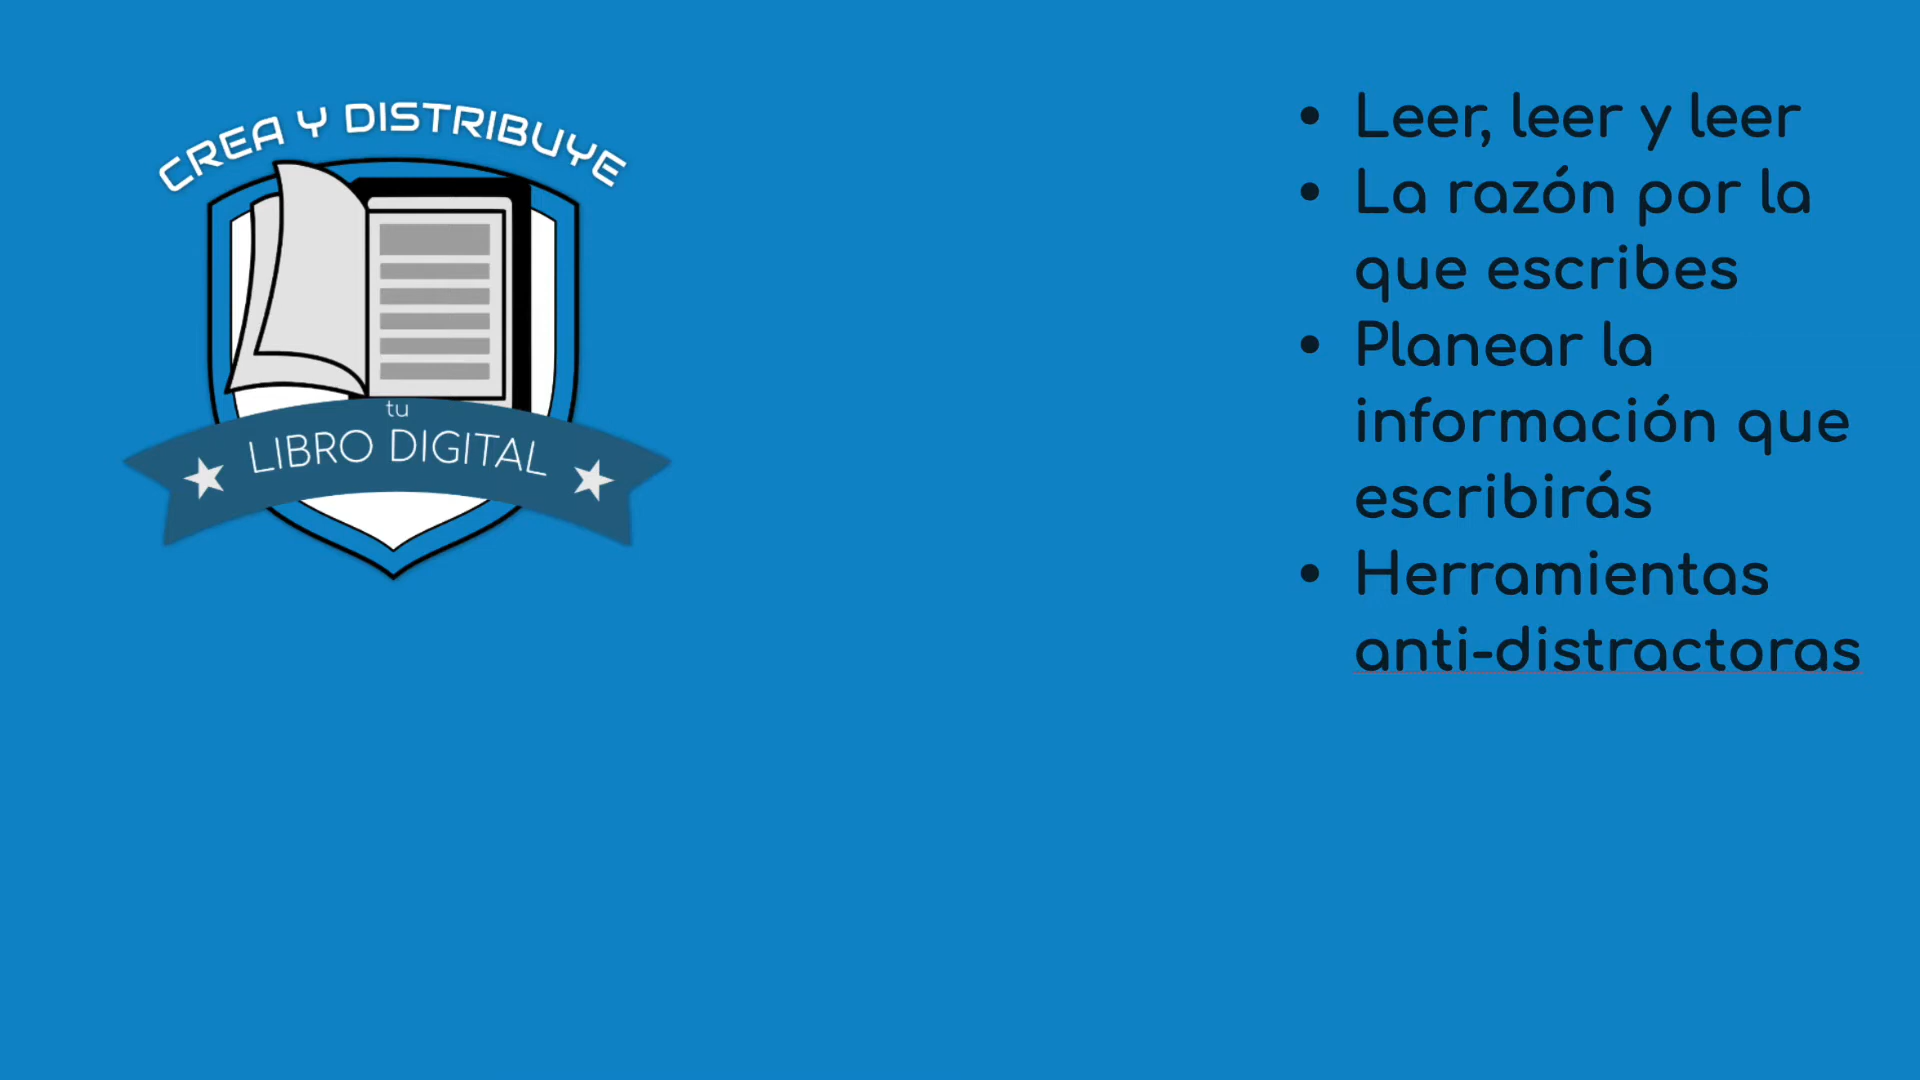 CREA Y DISTRIBUYE
tu
LIBRO DIGITAL
• Leer, leer y leer
• La razón por la
que escribes
• Planear la
información que
escribirás
• Herramientas
anti-distractoras